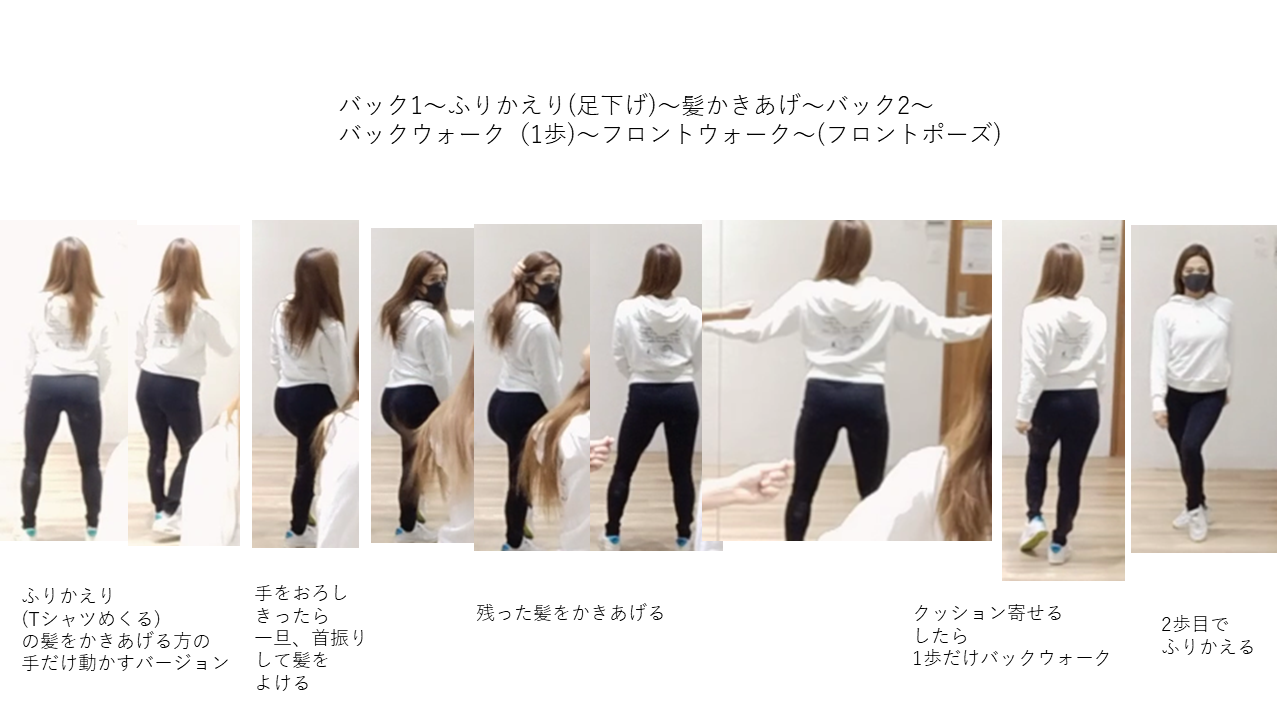 バック1～ふりかえり(足下げ)～髪かきあげ～バック2～
バックウォーク（1歩)～フロントウォーク～(フロントポーズ)
ふりかえり
(Tシャツめくる)
の髪をかきあげる方の
手だけ動かすバージョン
手をおろし
きったら
一旦、首振り
して髪を
よける
残った髪をかきあげる
クッション寄せる
したら
1歩だけバックウォーク
2歩目で
ふりかえる